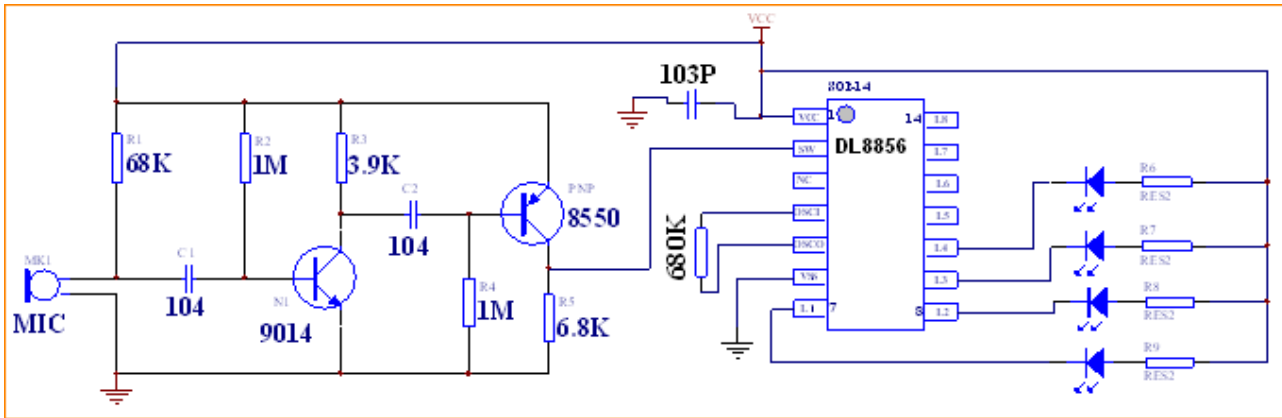 VCC
103P
14
VCC
1
DL8856
SW
NC
OSCI
OSCO
VSS
L1
7
L8
L7
L6
L5
L4
L3
L2
8
680K
R1
68K
R2
1M
R3
3.9K
C2
104
PNP
8550
MK1
MIC
C1
104
N1
9014
R4
1M
R5
6.8K
R6
RES2
R7
RES2
R8
RES2
R9
RES2